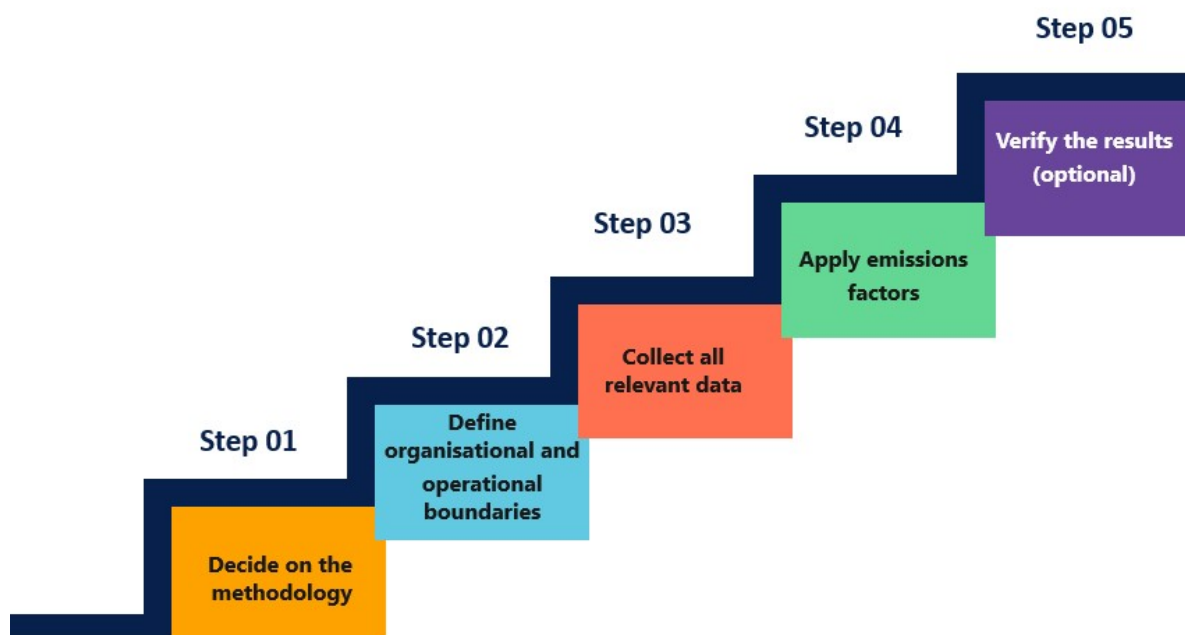 Step 01
Decide on the
methodology
Step 02
Define
organisational and
operational
boundaries
Step 03
Collect all
relevant data
Step 04
Apply emissions
factors
Step 05
Verify the results
(optional)